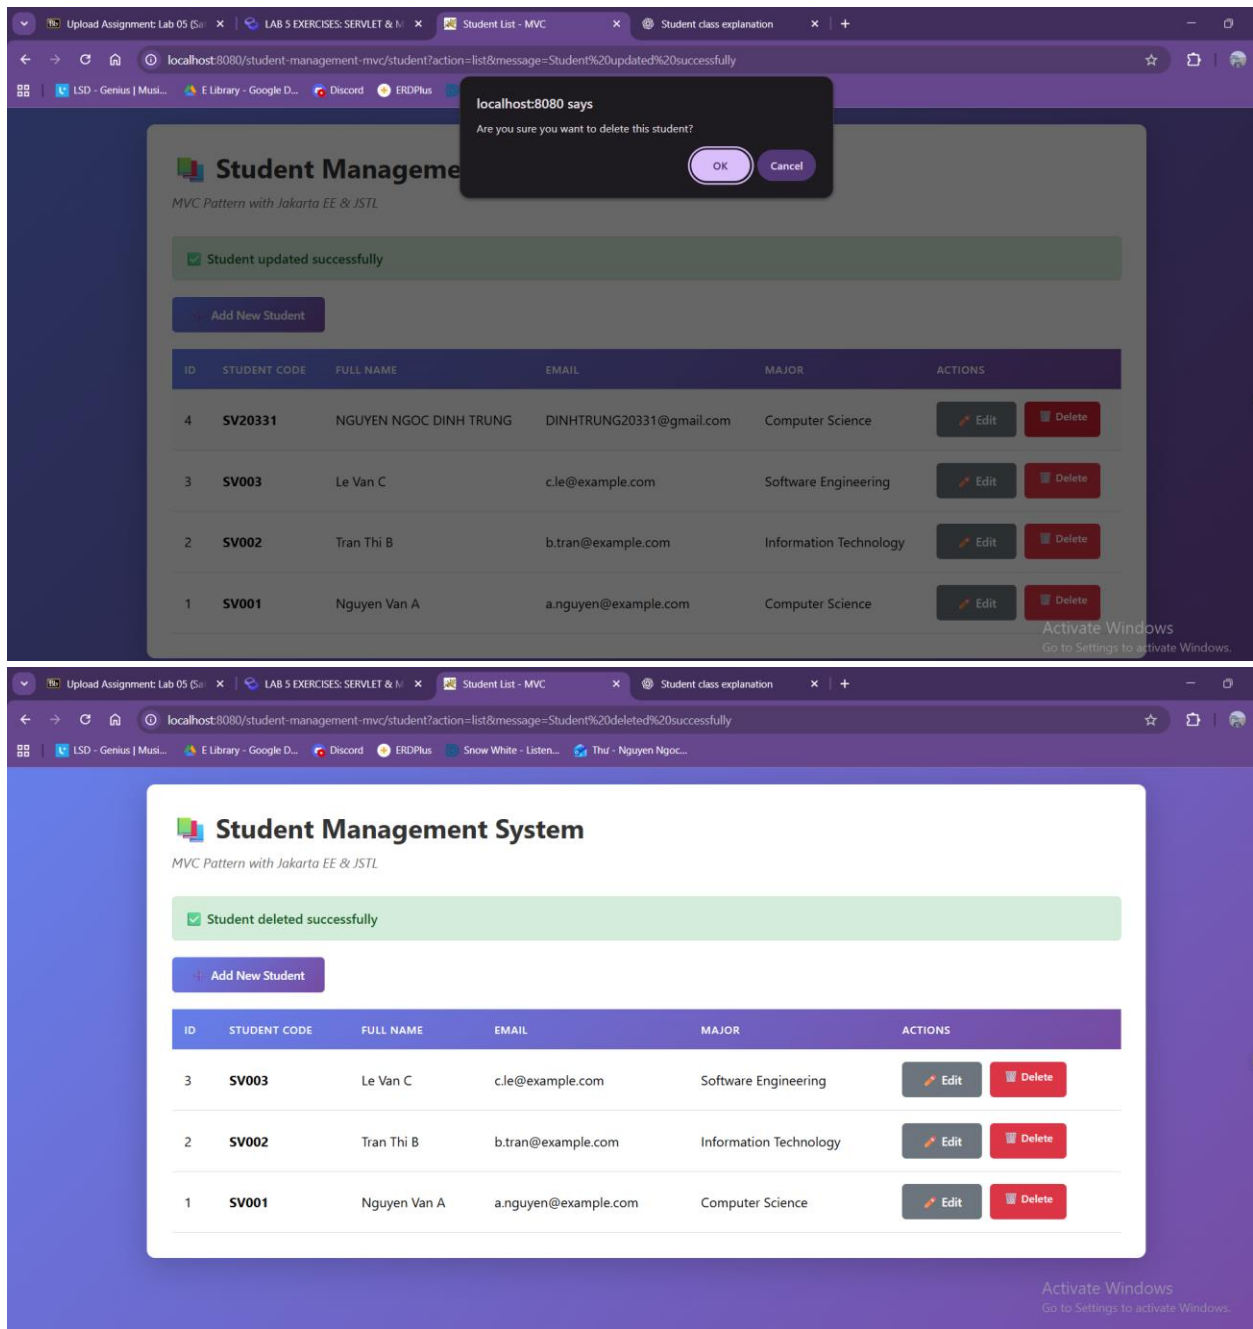 Upload Assignment: Lab 05 (Sa
LAB 5 EXERCISES: SERVLET & M
Student List - MVC
Student class explanation
localhost:8080/student-management-mvc/student?action=list&message=Student%20updated%20successfully
LSD - Genius | Musi...
E Library - Google D...
Discord
ERDPlus
localhost:8080 says
Are you sure you want to delete this student?
OK
Cancel
Student Manageme
MVC Pattern with Jakarta EE & JSTL
Student updated successfully
Add New Student
ID STUDENT CODE FULL NAME EMAIL MAJOR ACTIONS
4 SV20331 NGUYEN NGOC DINH TRUNG DINHTRUNG20331@gmail.com Computer Science Edit Delete
3 SV003 Le Van C c.le@example.com Software Engineering Edit Delete
2 SV002 Tran Thi B b.tran@example.com Information Technology Edit Delete
1 SV001 Nguyen Van A a.nguyen@example.com Computer Science Edit Delete
Activate Windows
Go to Settings to activate Windows.
Upload Assignment: Lab 05 (Sa
LAB 5 EXERCISES: SERVLET & M
Student List - MVC
Student class explanation
localhost:8080/student-management-mvc/student?action=list&message=Student%20deleted%20successfully
LSD - Genius | Musi...
E Library - Google D...
Discord
ERDPlus
Snow White - Listen...
Thư - Nguyen Ngoc...
Student Management System
MVC Pattern with Jakarta EE & JSTL
Student deleted successfully
Add New Student
ID STUDENT CODE FULL NAME EMAIL MAJOR ACTIONS
3 SV003 Le Van C c.le@example.com Software Engineering Edit Delete
2 SV002 Tran Thi B b.tran@example.com Information Technology Edit Delete
1 SV001 Nguyen Van A a.nguyen@example.com Computer Science Edit Delete
Activate Windows
Go to Settings to activate Windows.